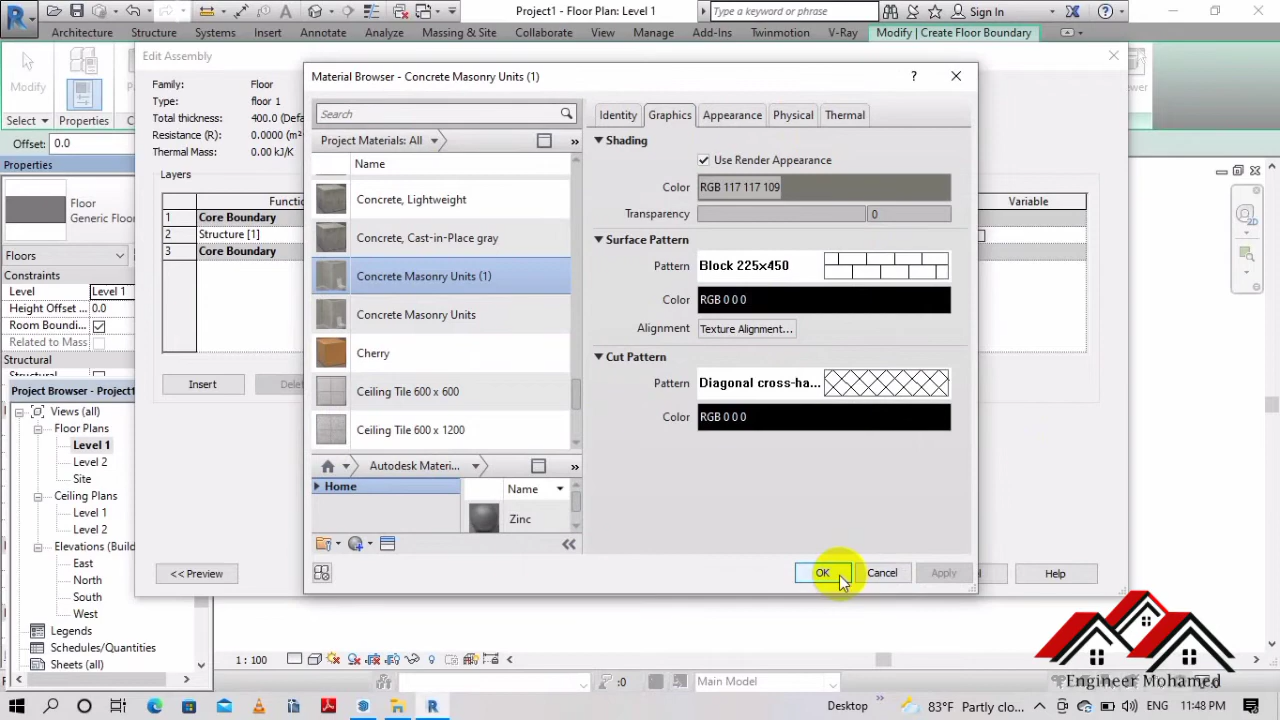 Project1 - Floor Plan: Level 1
Type a keyword or phrase
Sign In
Architecture
Structure
Systems
Insert
Annotate
Analyze
Massing & Site
Collaborate
View
Manage
Add-Ins
Twinmotion
V-Ray
Modify | Create Floor Boundary
Modify
Select
Properties
Offset: 0.0
Properties
Floor
Generic Floor
Floors
Constraints
Level
Level 1
Height Offset
0.0
Room Boundi...
Related to Mass
Structural
Project Browser - Project1
Views (all)
Floor Plans
Level 1
Level 2
Site
Ceiling Plans
Level 1
Level 2
Elevations (Build
East
North
South
West
Legends
Schedules/Quantities
Sheets (all)
Edit Assembly
Family: Floor
Type: floor 1
Total thickness: 400.0 (Defa
Resistance (R): 0.0000 (m²
Thermal Mass: 0.00 kJ/K
Layers
Functi
Variable
1 Core Boundary
2 Structure [1]
3 Core Boundary
Insert
Delet
<< Preview
Help
Material Browser - Concrete Masonry Units (1)
?
Search
Project Materials: All
Name
Concrete, Lightweight
Concrete, Cast-in-Place gray
Concrete Masonry Units (1)
Concrete Masonry Units
Cherry
Ceiling Tile 600 x 600
Ceiling Tile 600 x 1200
Autodesk Materi...
Home
Name
Zinc
Identity
Graphics
Appearance
Physical
Thermal
Shading
Use Render Appearance
Color RGB 117 117 109
Transparency 0
Surface Pattern
Pattern Block 225x450
Color RGB 0 0 0
Alignment Texture Alignment...
Cut Pattern
Pattern Diagonal cross-ha...
Color RGB 0 0 0
OK
Cancel
Apply
1 : 100
:0
Main Model
Engineer Mohamed
Desktop
83°F Partly clo...
11:48 PM